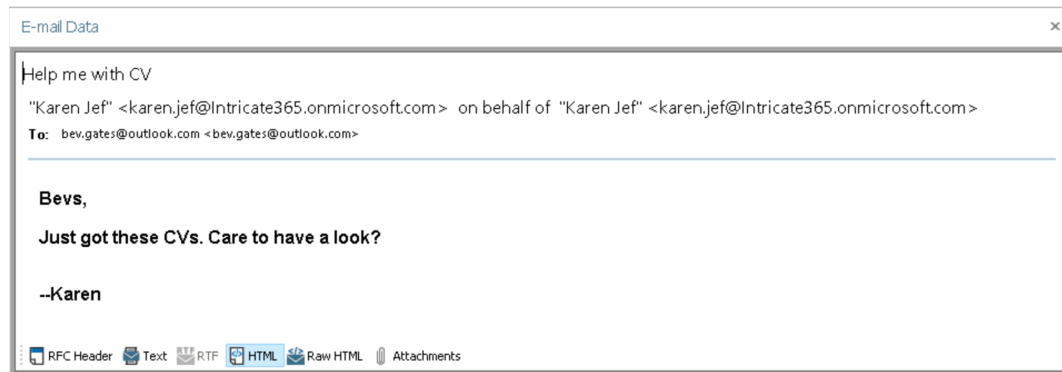 E-mail Data ×
Help me with CV
"Karen Jef" <karen.jef@Intricate365.onmicrosoft.com> on behalf of "Karen Jef" <karen.jef@Intricate365.onmicrosoft.com>
To: bev.gates@outlook.com <bev.gates@outlook.com>
Bevs,
Just got these CVs. Care to have a look?
--Karen
RFC Header Text RTF HTML Raw HTML Attachments